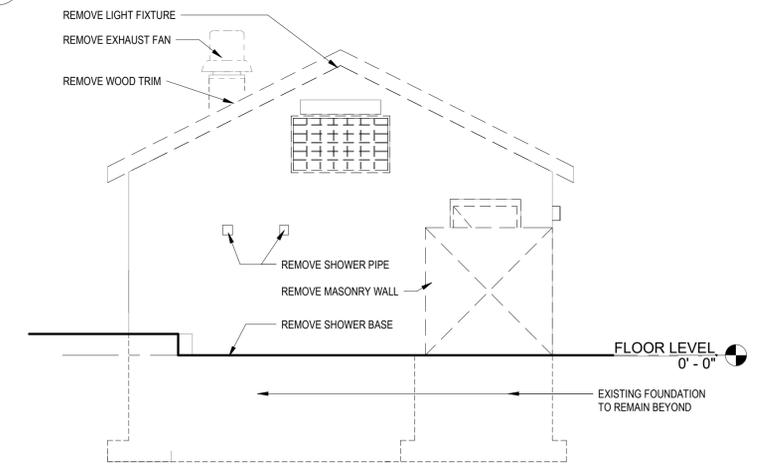 REMOVE LIGHT FIXTURE
REMOVE EXHAUST FAN
REMOVE WOOD TRIM
REMOVE SHOWER PIPE
REMOVE MASONRY WALL
REMOVE SHOWER BASE
FLOOR LEVEL
0' - 0"
EXISTING FOUNDATION
TO REMAIN BEYOND